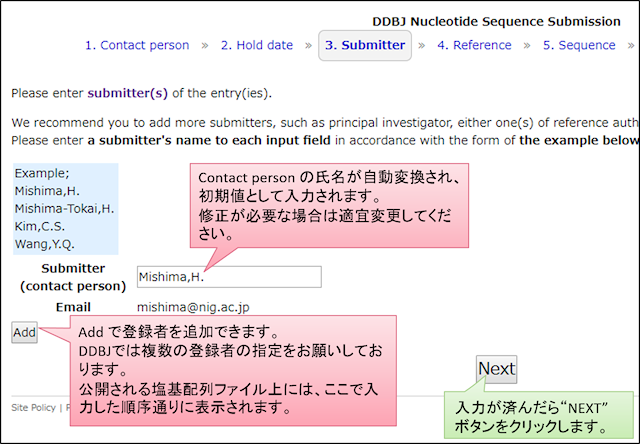 DDBJ Nucleotide Sequence Submission
1. Contact person » 2. Hold date » 3. Submitter » 4. Reference » 5. Sequence »
Please enter submitter(s) of the entry(ies).
We recommend you to add more submitters, such as principal investigator, either one(s) of reference auth
Please enter a submitter's name to each input field in accordance with the form of the example below
Example;
Mishima,H.
Mishima-Tokai,H.
Kim,C.S.
Wang,Y.Q.
Contact person の氏名が自動変換され、
初期値として入力されます。
修正が必要な場合は適宜変更してくだ
さい。
Submitter
(contact person)
Mishima,H.
Email mishima@nig.ac.jp
Add
Add で登録者を追加できます。
DDBJでは複数の登録者の指定をお願いしてお
ります。
公開される塩基配列ファイル上には、ここで入
力した順序通りに表示されます。
Next
入力が済んだら“NEXT”
ボタンをクリックします。
Site Policy |